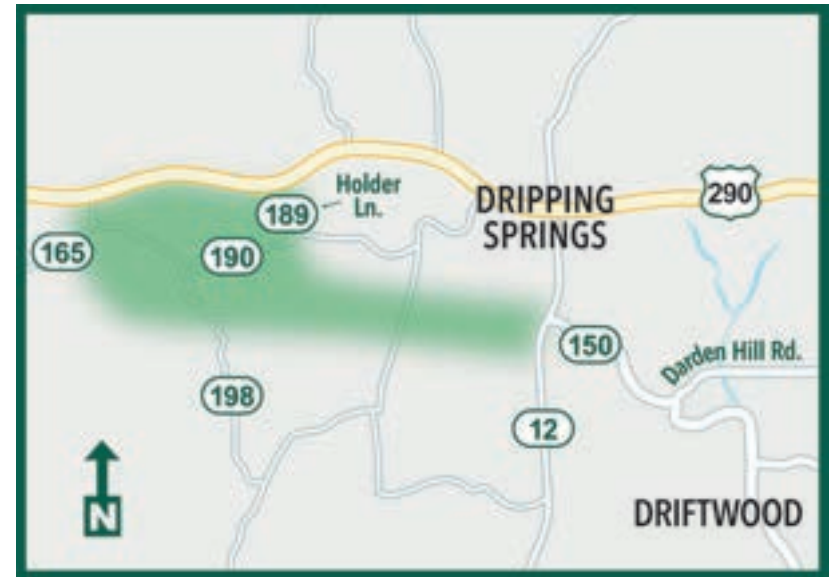 Holder
Ln.
189
290
DRIPPING
SPRINGS
165
190
150
Darden Hill Rd.
198
12
N
DRIFTWOOD